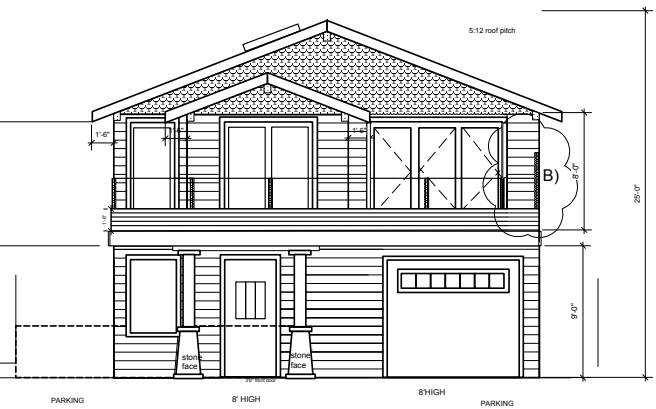 5:12 roof pitch
1'-6"
1'-6"
1'-6"
B)
8'-0"
25'-0"
1'-6"
9'-0"
stone
face
stone
face
3'6" front door
PARKING
8' HIGH
8'HIGH
PARKING